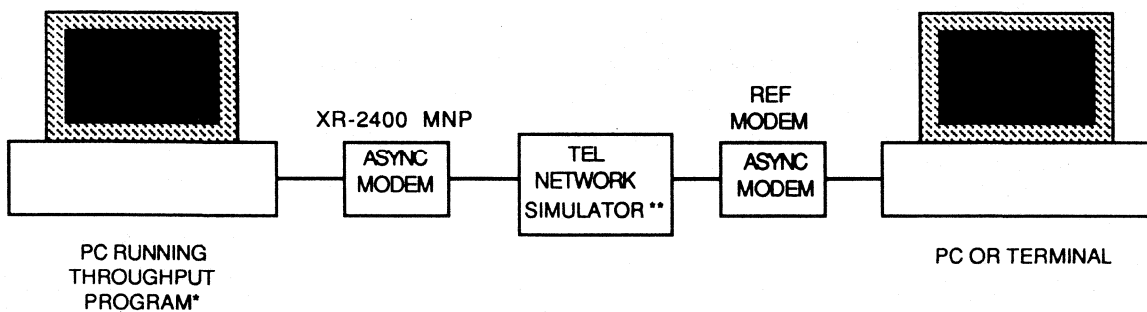 XR-2400 MNP
ASYNC
MODEM
TEL
NETWORK
SIMULATOR**
REF
MODEM
ASYNC
MODEM
PC RUNNING
THROUGHPUT
PROGRAM*
PC OR TERMINAL